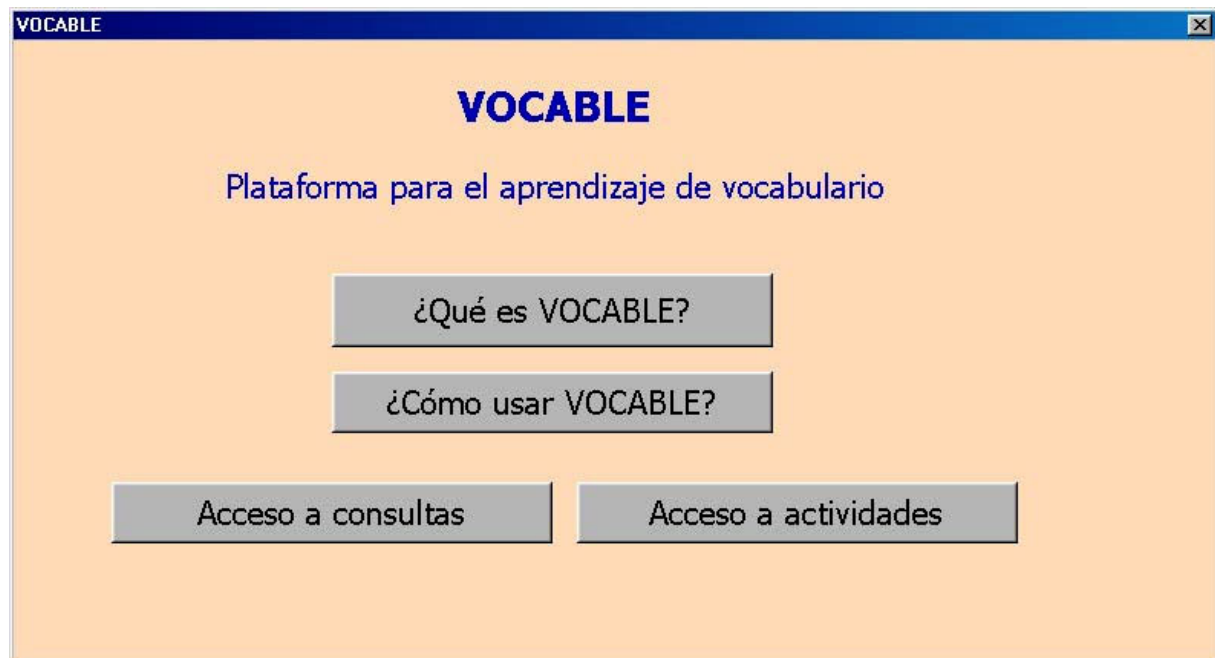 VOCABLE
VOCABLE
Plataforma para el aprendizaje de vocabulario
¿Qué es VOCABLE?
¿Cómo usar VOCABLE?
Acceso a consultas
Acceso a actividades